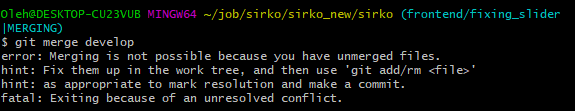 Oleh@DESKTOP-CU23VUB MINGW64 ~/job/sirko/sirko_new/sirko (frontend/fixing_slider
|MERGING)
$ git merge develop
error: Merging is not possible because you have unmerged files.
hint: Fix them up in the work tree, and then use 'git add/rm <file>'
hint: as appropriate to mark resolution and make a commit.
fatal: Exiting because of an unresolved conflict.